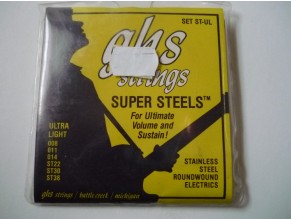 SET ST-UL
ghs
strings
SUPER STEELS™
For Ultimate
Volume and
Sustain!
ULTRA
LIGHT
008
011
014
ST22
ST30
ST38
STAINLESS
STEEL
ROUNDWOUND
ELECTRICS
ghs strings / battle creek / michigan